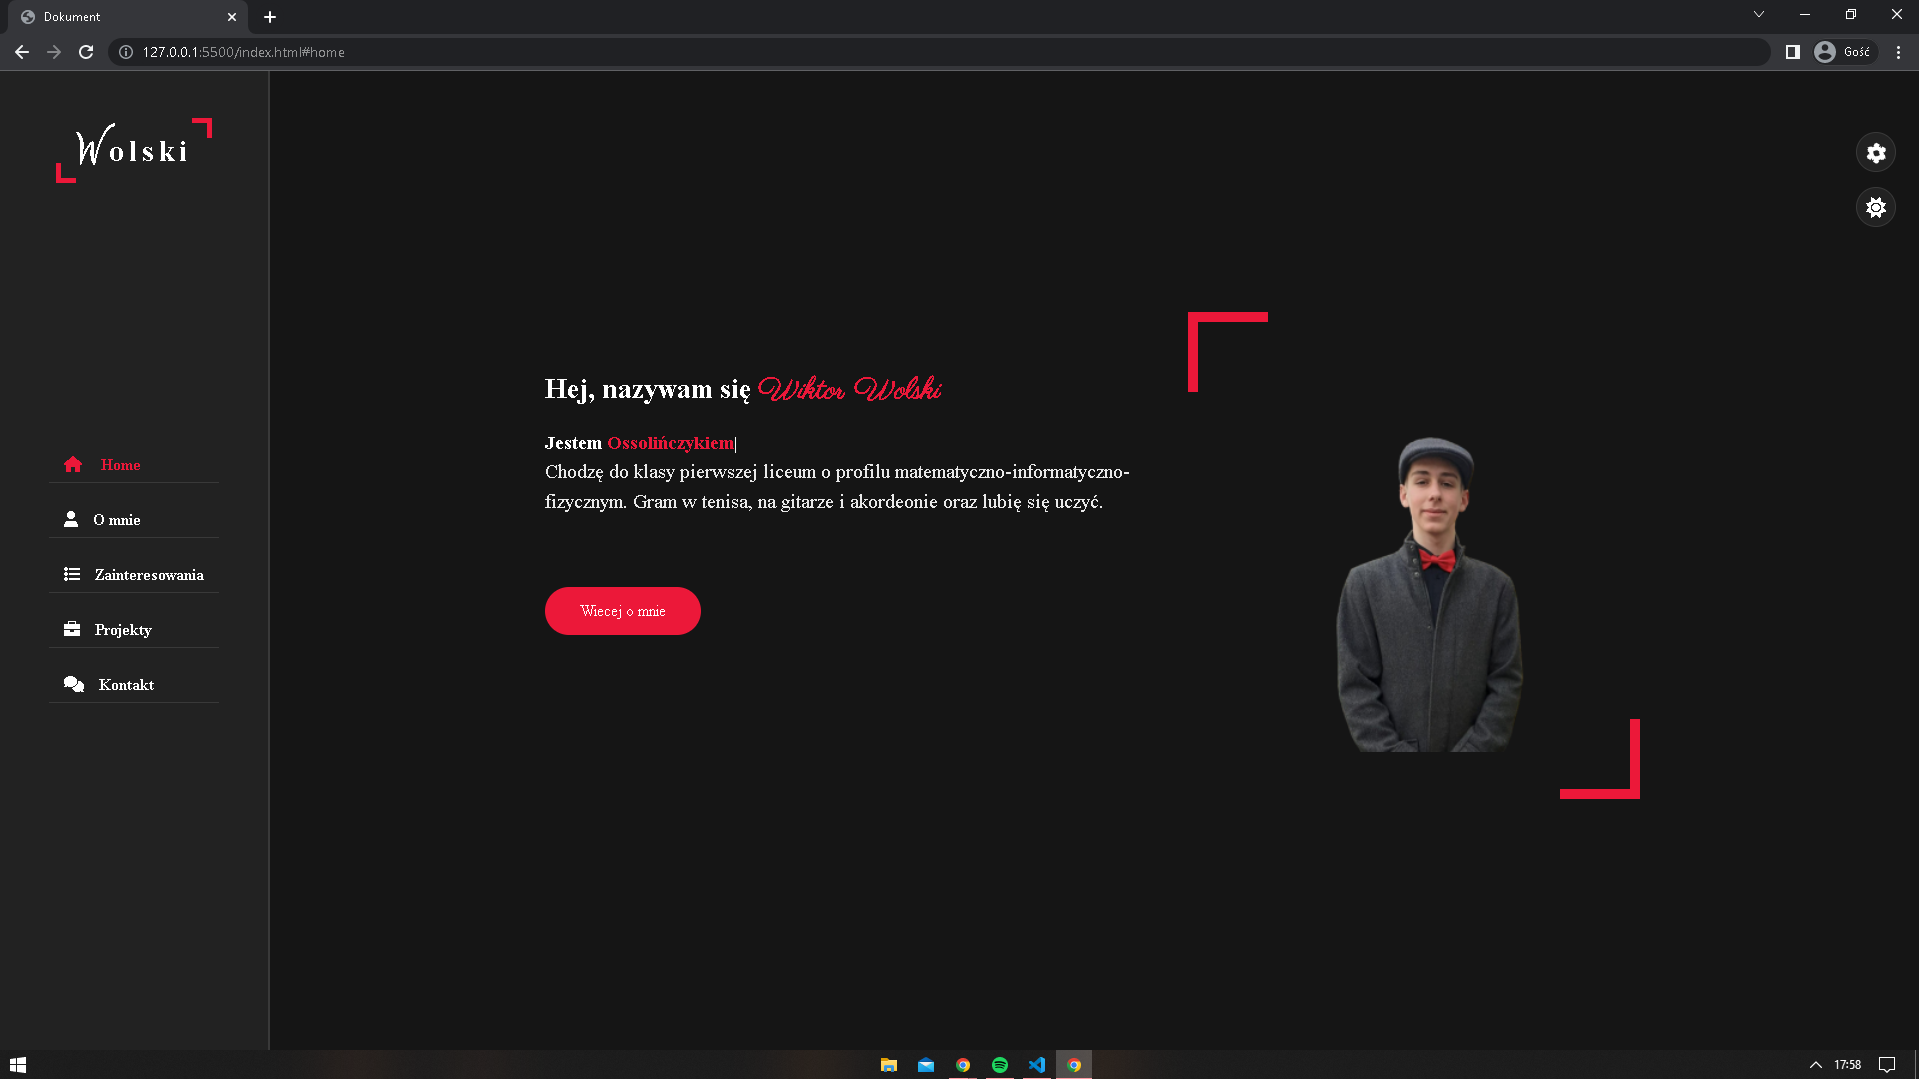 Dokument
127.0.0.1:5500/index.html#home
Gość
Wolski
Home
O mnie
Zainteresowania
Projekty
Kontakt
Hej, nazywam się Wiktor Wolski
Jestem Ossolińczykiem|
Chodzę do klasy pierwszej liceum o profilu matematyczno-informatyczno-
fizycznym. Gram w tenisa, na gitarze i akordeonie oraz lubię się uczyć.
Wiecej o mnie
17:58